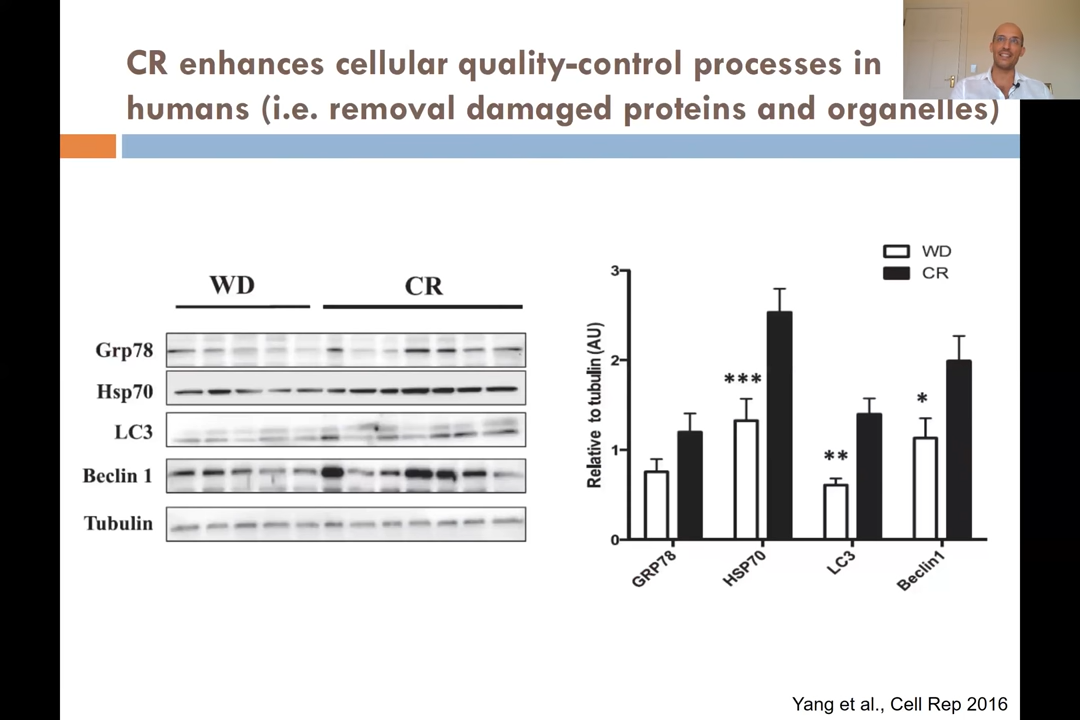 CR enhances cellular quality-control processes in
humans (i.e. removal damaged proteins and organelles)
WD CR
Grp78
Hsp70
LC3
Beclin 1
Tubulin
WD
CR
Relative to tubulin (AU)
3
2
1
0
***
**
*
GRP78
HSP70
LC3
Beclin1
Yang et al., Cell Rep 2016